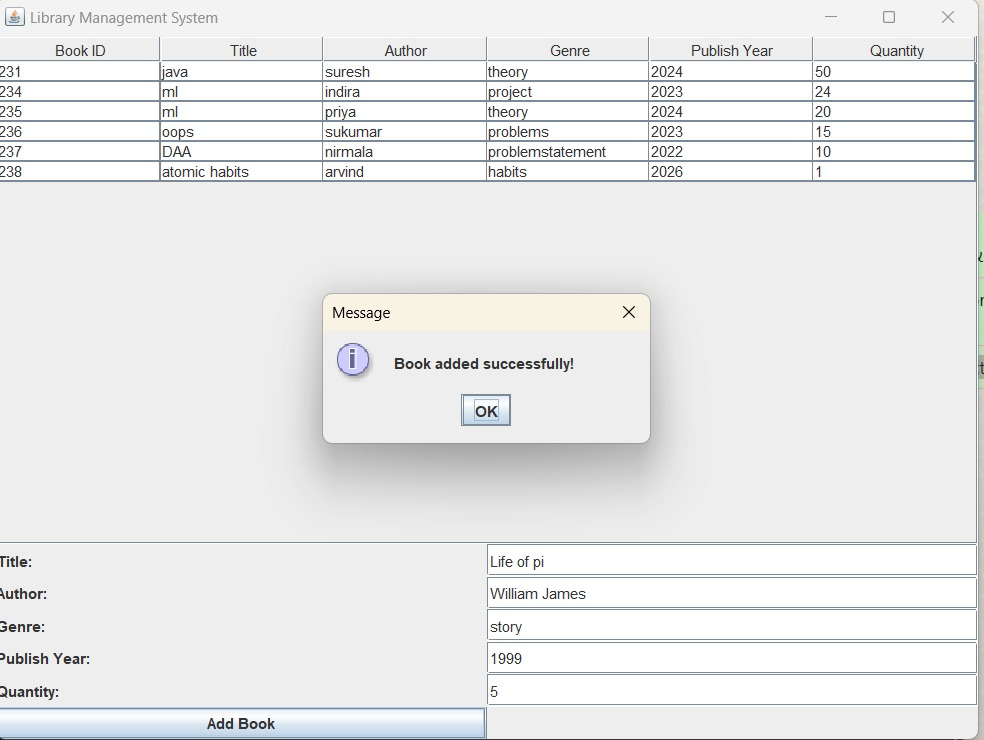 Library Management System
Book ID Title Author Genre Publish Year Quantity
231 java suresh theory 2024 50
234 ml indira project 2023 24
235 ml priya theory 2024 20
236 oops sukumar problems 2023 15
237 DAA nirmala problemstatement 2022 10
238 atomic habits arvind habits 2026 1
Message
i
Book added successfully!
OK
Title: Life of pi
Author: William James
Genre: story
Publish Year: 1999
Quantity: 5
Add Book